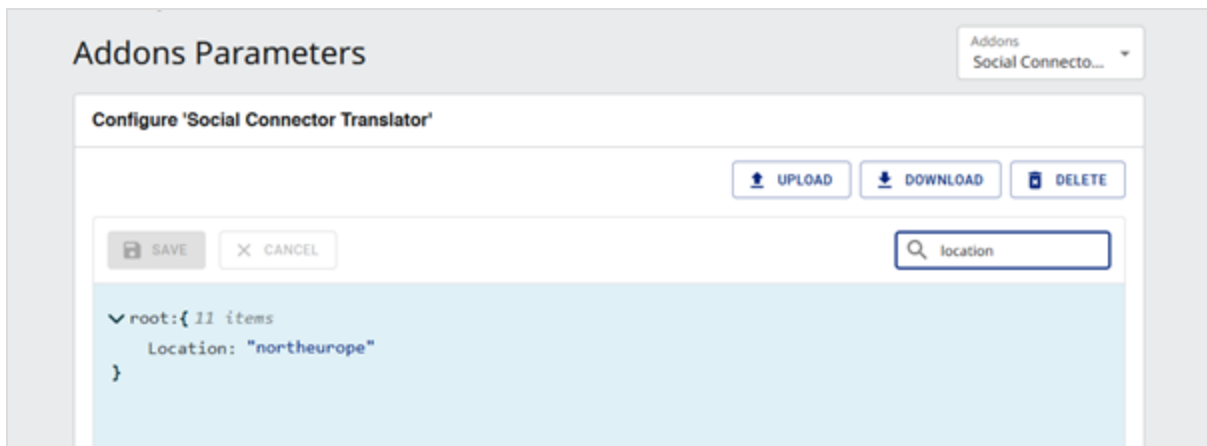 Addons Parameters
Addons
Social Connecto...
Configure 'Social Connector Translator'
UPLOAD
DOWNLOAD
DELETE
SAVE
CANCEL
location
root:{ 11 items
Location: "northeurope"
}